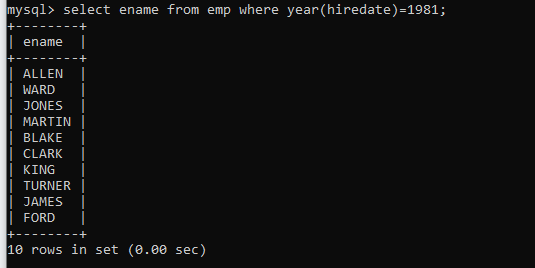 mysql> select ename from emp where year(hiredate)=1981;
+--------+
| ename  |
+--------+
| ALLEN  |
| WARD   |
| JONES  |
| MARTIN |
| BLAKE  |
| CLARK  |
| KING   |
| TURNER |
| JAMES  |
| FORD   |
+--------+
10 rows in set (0.00 sec)